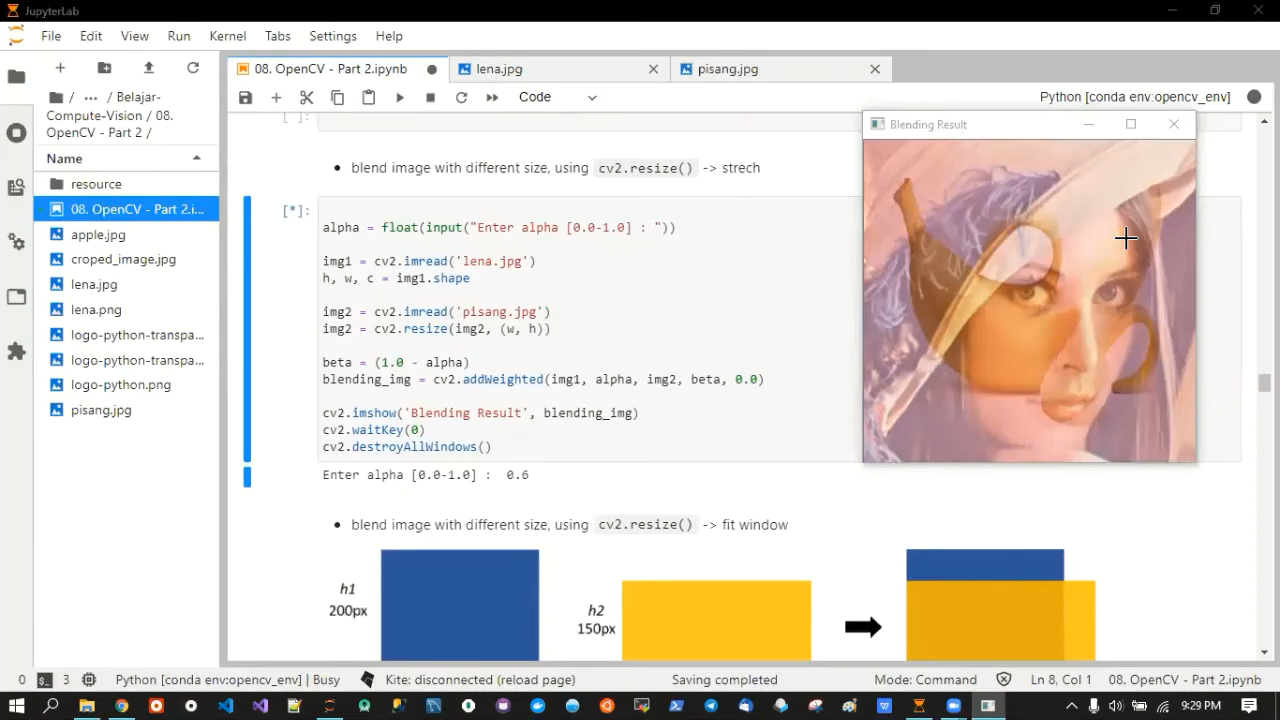 JupyterLab
File Edit View Run Kernel Tabs Settings Help
08. OpenCV - Part 2.ipynb
lena.jpg
pisang.jpg
/ ... / Belajar-
Compute-Vision / 08.
OpenCV - Part 2 /
Code
Python [conda env:opencv_env]
Name
resource
08. OpenCV - Part 2.i...
apple.jpg
croped_image.jpg
lena.jpg
lena.png
logo-python-transpa...
logo-python-transpa...
logo-python.png
pisang.jpg
[ ]:
blend image with different size, using cv2.resize() -> strech
[*]:
alpha = float(input("Enter alpha [0.0-1.0] : "))
img1 = cv2.imread('lena.jpg')
h, w, c = img1.shape
img2 = cv2.imread('pisang.jpg')
img2 = cv2.resize(img2, (w, h))
beta = (1.0 - alpha)
blending_img = cv2.addWeighted(img1, alpha, img2, beta, 0.0)
cv2.imshow('Blending Result', blending_img)
cv2.waitKey(0)
cv2.destroyAllWindows()
Enter alpha [0.0-1.0] : 0.6
Blending Result
blend image with different size, using cv2.resize() -> fit window
h1
200px
h2
150px
0 3 Python [conda env:opencv_env] | Busy Kite: disconnected (reload page) Saving completed Mode: Command Ln 8, Col 1 08. OpenCV - Part 2.ipynb
9:29 PM